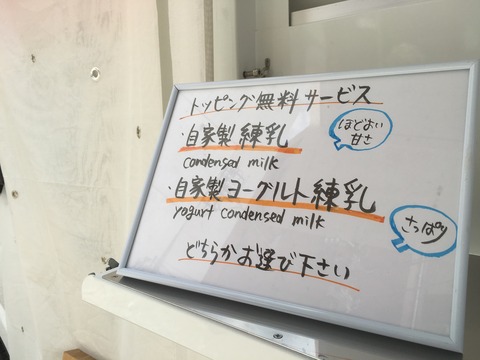 トッピング無料サービス
・自家製練乳
condensed milk
ほどよい
甘さ
・自家製ヨーグルト練乳
yogurt condensed milk
さっぱり
どちらかお選び下さい